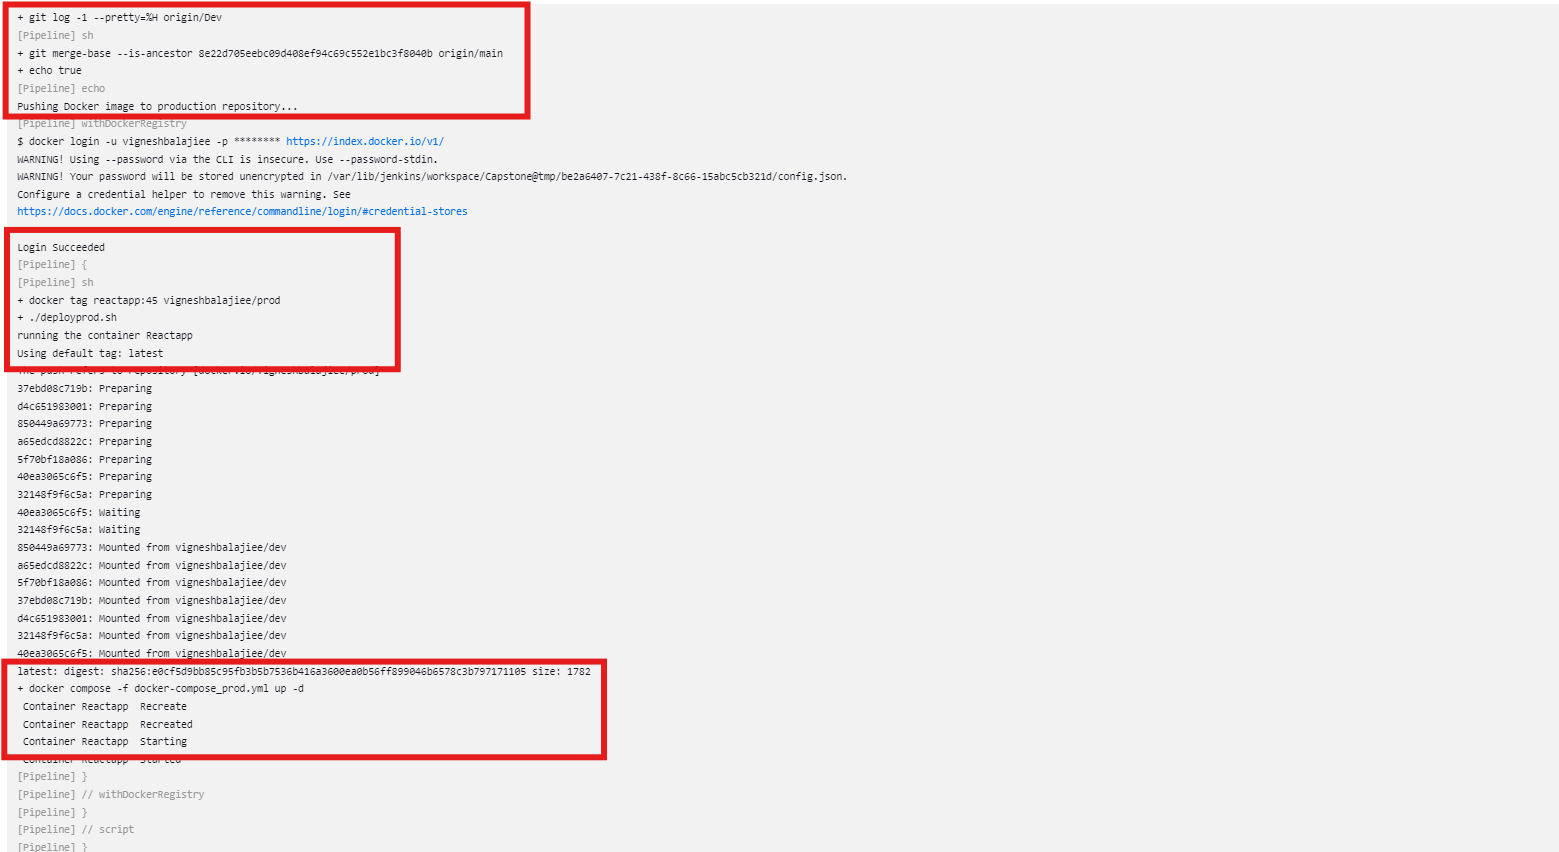 + git log -1 --pretty=%H origin/Dev
[Pipeline] sh
+ git merge-base --is-ancestor 8e22d705eebc09d408ef94c69c552e1bc3f8040b origin/main
+ echo true
[Pipeline] echo
Pushing Docker image to production repository...
[Pipeline] withDockerRegistry
$ docker login -u vigneshbalajiee -p ******** https://index.docker.io/v1/
WARNING! Using --password via the CLI is insecure. Use --password-stdin.
WARNING! Your password will be stored unencrypted in /var/lib/jenkins/workspace/Capstone@tmp/be2a6407-7c21-438f-8c66-15abc5cb321d/config.json.
Configure a credential helper to remove this warning. See
https://docs.docker.com/engine/reference/commandline/login/#credential-stores
Login Succeeded
[Pipeline] {
[Pipeline] sh
+ docker tag reactapp:45 vigneshbalajiee/prod
+ ./deployprod.sh
running the container Reactapp
Using default tag: latest
The push refers to repository [docker.io/vigneshbalajiee/prod]
37ebd08c719b: Preparing
d4c651983001: Preparing
850449a69773: Preparing
a65edcd8822c: Preparing
5f70bf18a086: Preparing
40ea3065c6f5: Preparing
32148f9f6c5a: Preparing
40ea3065c6f5: Waiting
32148f9f6c5a: Waiting
850449a69773: Mounted from vigneshbalajiee/dev
a65edcd8822c: Mounted from vigneshbalajiee/dev
5f70bf18a086: Mounted from vigneshbalajiee/dev
37ebd08c719b: Mounted from vigneshbalajiee/dev
d4c651983001: Mounted from vigneshbalajiee/dev
32148f9f6c5a: Mounted from vigneshbalajiee/dev
40ea3065c6f5: Mounted from vigneshbalajiee/dev
latest: digest: sha256:e0cf5d9bb85c95fb3b5b7536b416a3600ea0b56ff899046b6578c3b797171105 size: 1782
+ docker compose -f docker-compose_prod.yml up -d
Container Reactapp Recreate
Container Reactapp Recreated
Container Reactapp Starting
Container Reactapp Started
[Pipeline] }
[Pipeline] // withDockerRegistry
[Pipeline] }
[Pipeline] // script
[Pipeline] }